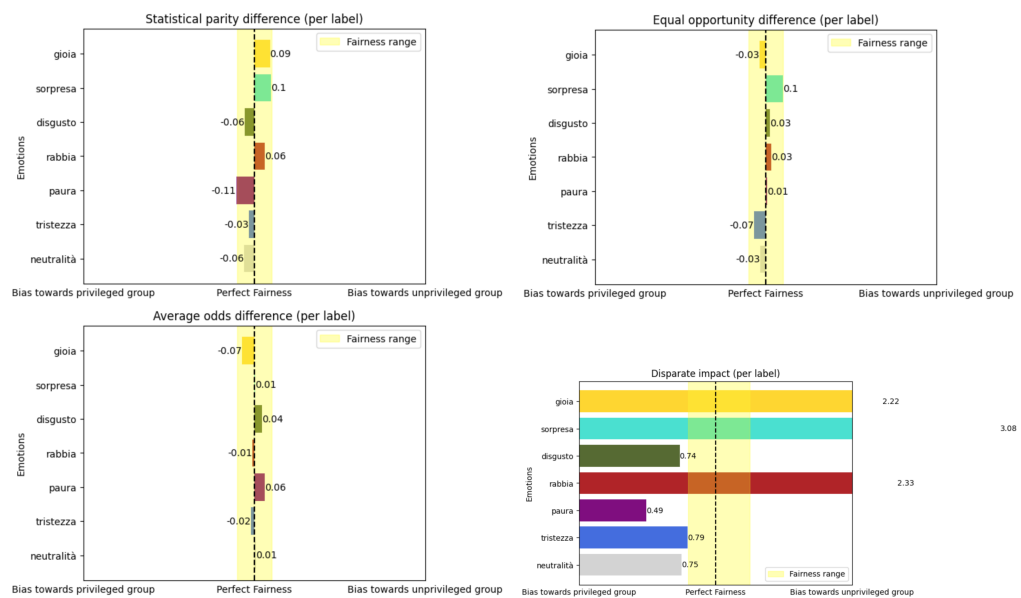 Statistical parity difference (per label)
Fairness range
Emotions
gioia 0.09
sorpresa 0.1
disgusto -0.06
rabbia 0.06
paura -0.11
tristezza -0.03
neutralità -0.06
Bias towards privileged group Perfect Fairness Bias towards unprivileged group
Equal opportunity difference (per label)
Fairness range
Emotions
gioia -0.03
sorpresa 0.1
disgusto 0.03
rabbia 0.03
paura 0.01
tristezza -0.07
neutralità -0.03
Bias towards privileged group Perfect Fairness Bias towards unprivileged group
Average odds difference (per label)
Fairness range
Emotions
gioia -0.07
sorpresa 0.01
disgusto 0.04
rabbia -0.01
paura 0.06
tristezza -0.02
neutralità 0.01
Bias towards privileged group Perfect Fairness Bias towards unprivileged group
Disparate impact (per label)
Emotions
gioia 2.22
sorpresa 3.08
disgusto 0.74
rabbia 2.33
paura 0.49
tristezza 0.79
neutralità 0.75
Fairness range
Bias towards privileged group Perfect Fairness Bias towards unprivileged group